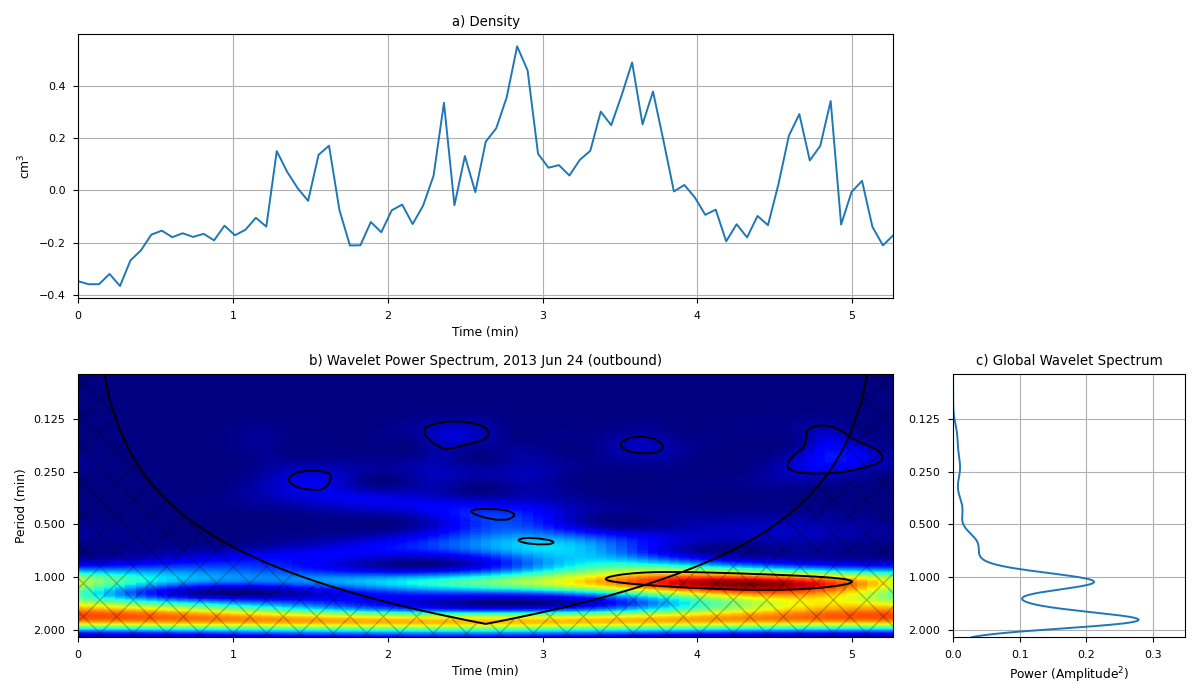 a) Density
cm³
0.4
0.2
0.0
−0.2
−0.4
0 1 2 3 4 5
Time (min)
b) Wavelet Power Spectrum, 2013 Jun 24 (outbound)
Period (min)
0.125
0.250
0.500
1.000
2.000
0 1 2 3 4 5
Time (min)
c) Global Wavelet Spectrum
0.125
0.250
0.500
1.000
2.000
0.0 0.1 0.2 0.3
Power (Amplitude²)